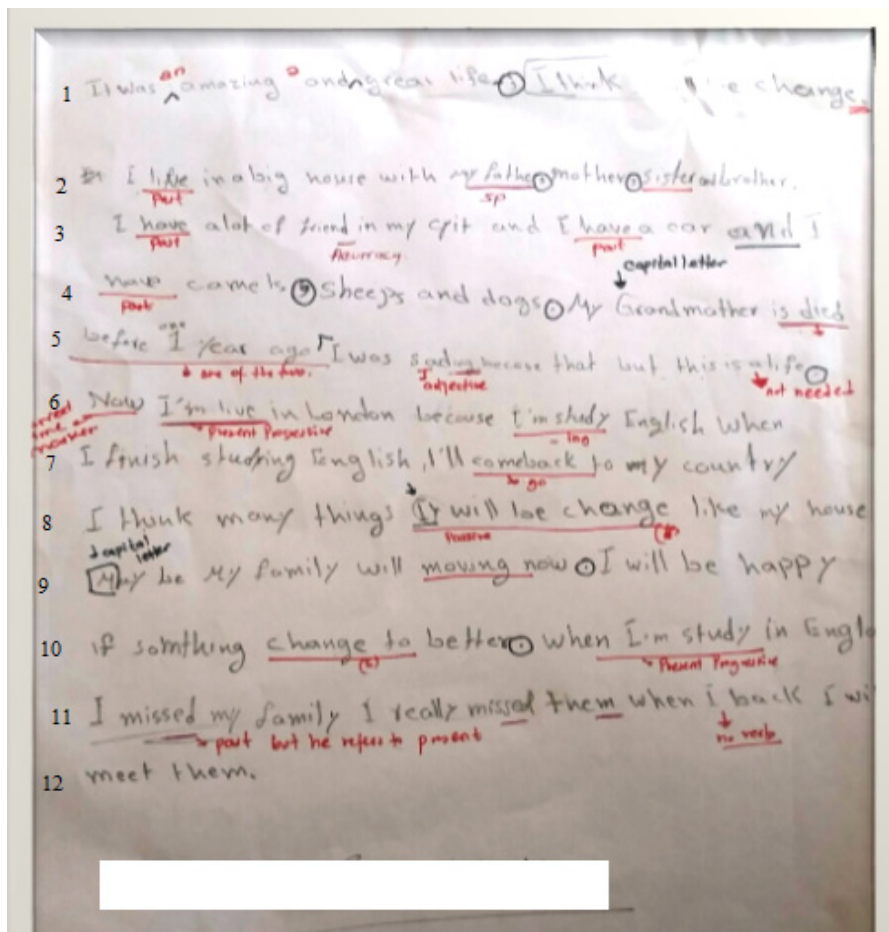 an a
1 It was amazing and great life , I think change.
2 I live in a big house with my father mother sister and brother.
past sp
3 I have a lot of friend in my and I have a car and I
past Accuracy past
capital letter
4 have camels , sheeps and dogs . My Grandmather is died
past
5 before 1 year ago I was sading becose that but this is a life .
one of the two. adjective not needed
6 Now I'm live in London because I'm study English when
marker Present Progressive - ing
7 I finish studying English , I'll comeback to my country
go
8 I think many things It will be change like my house
Passive
capital letter
9 May be My family will moving now . I will be happy
10 if somthing change to better . when I'm study in Englo
(s) Present Progressive
11 I missed my family I really missed them when I back I wi
past but he refers to present no verb
12 meet them.